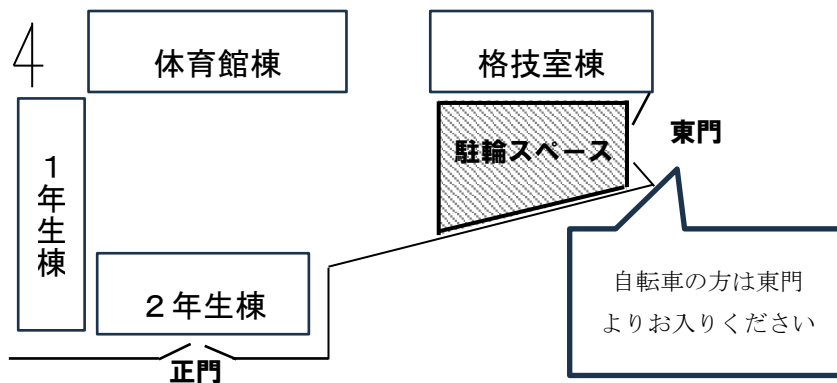 体育館棟
格技室棟
駐輪スペース
東門
1年生棟
２年生棟
正門
自転車の方は東門
よりお入りください